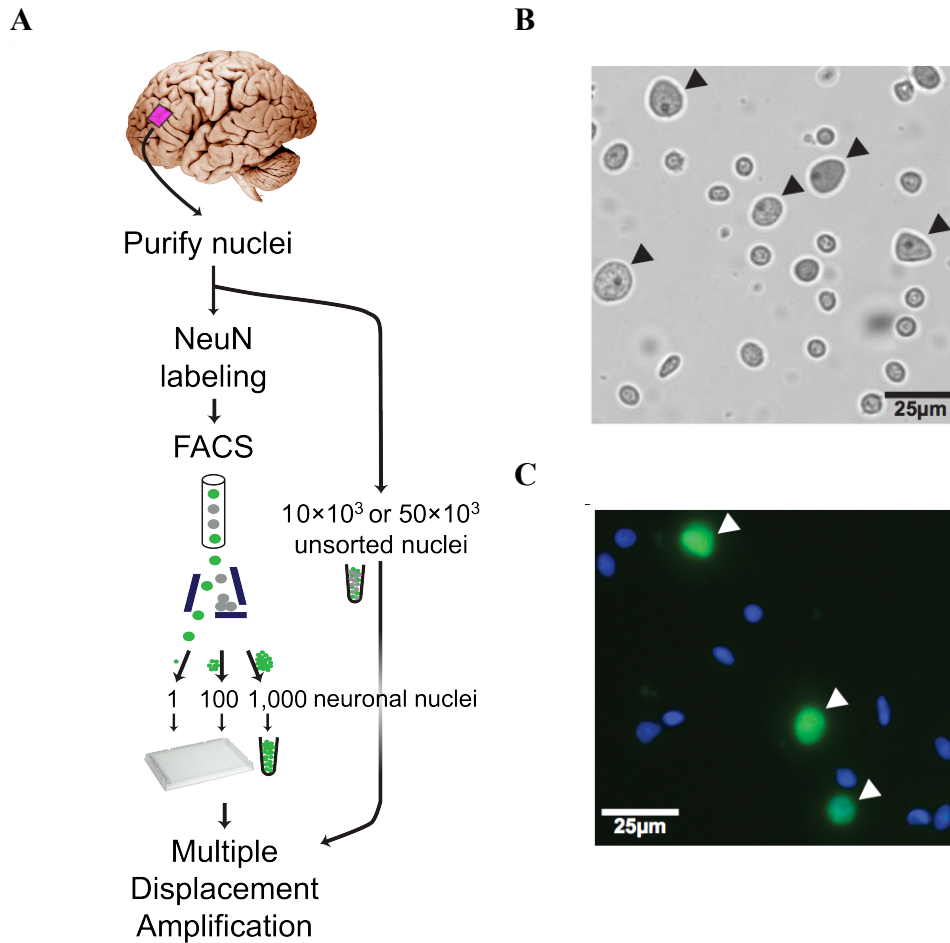 A
Purify nuclei
NeuN
labeling
FACS
10×10³ or 50×10³
unsorted nuclei
1 100 1,000 neuronal nuclei
Multiple
Displacement
Amplification
B
25µm
C
25µm